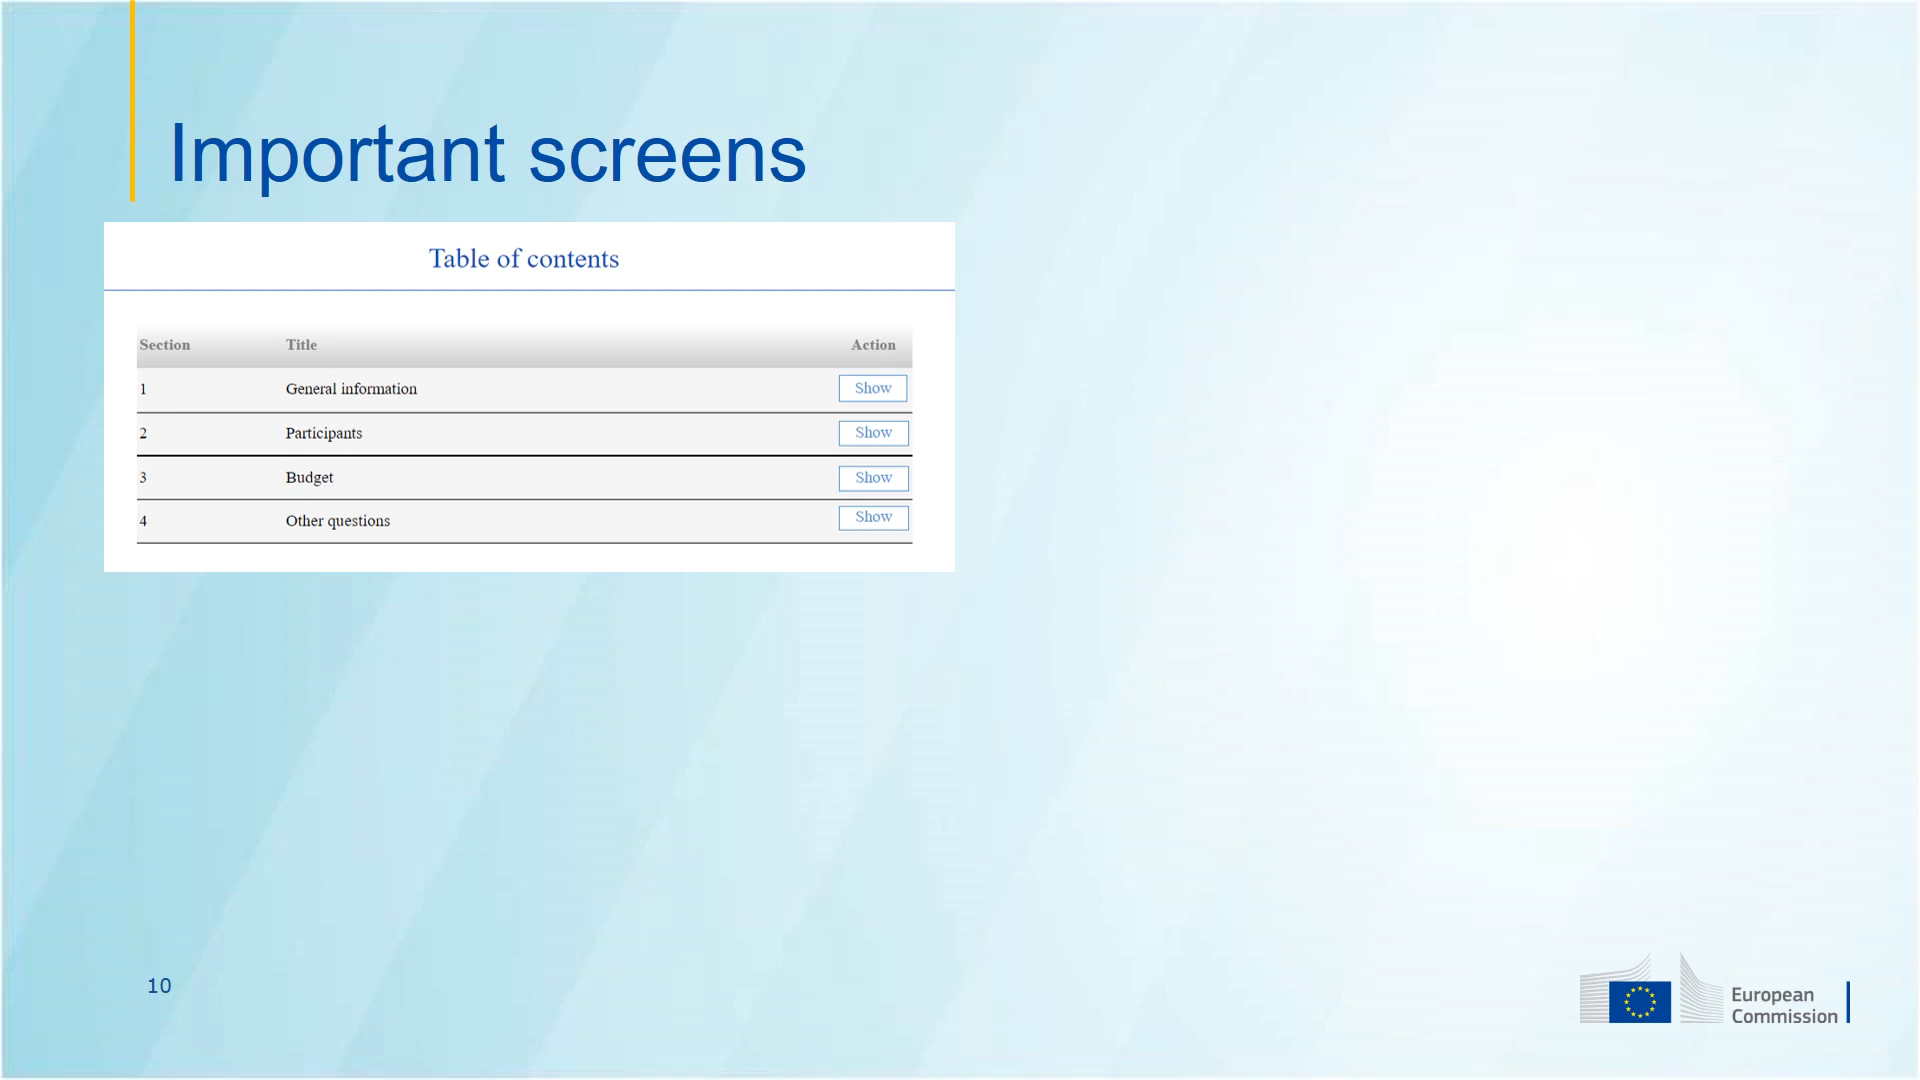 Important screens
Table of contents
Section Title Action
1 General information Show
2 Participants Show
3 Budget Show
4 Other questions Show
10
European
Commission